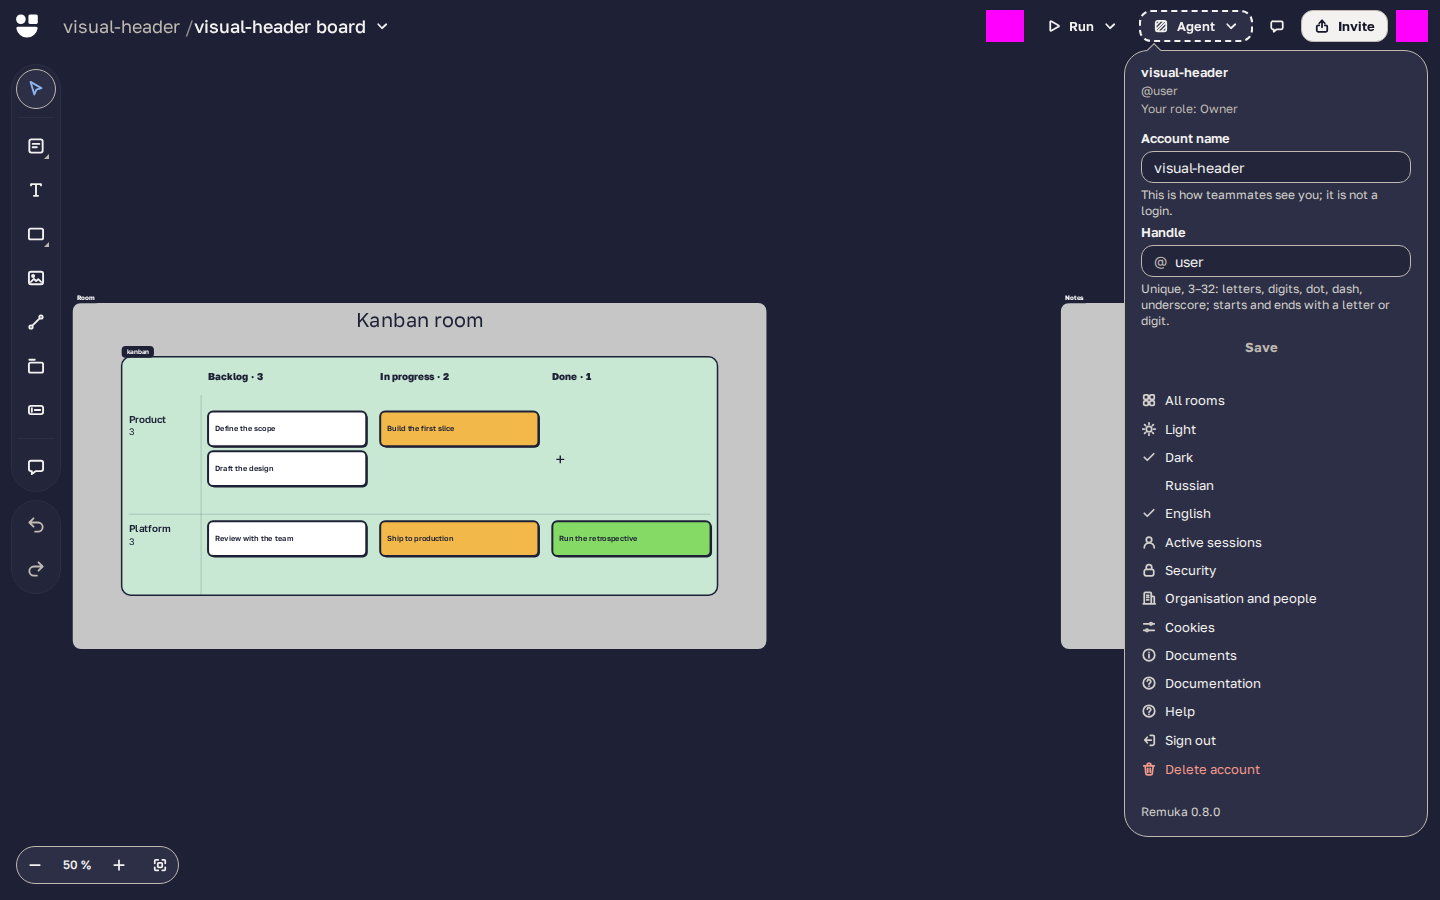 visual-header / visual-header board
Run
Agent
Invite
visual-header
@user
Your role: Owner
Account name
visual-header
This is how teammates see you; it is not a
login.
Handle
@ user
Unique, 3–32: letters, digits, dot, dash,
underscore; starts and ends with a letter or
digit.
Save
All rooms
Light
Dark
Russian
English
Active sessions
Security
Organisation and people
Cookies
Documents
Documentation
Help
Sign out
Delete account
Remuka 0.8.0
Room
Kanban room
kanban
Backlog · 3
In progress · 2
Done · 1
Product
3
Define the scope
Build the first slice
Draft the design
+
Platform
3
Review with the team
Ship to production
Run the retrospective
Notes
50 %